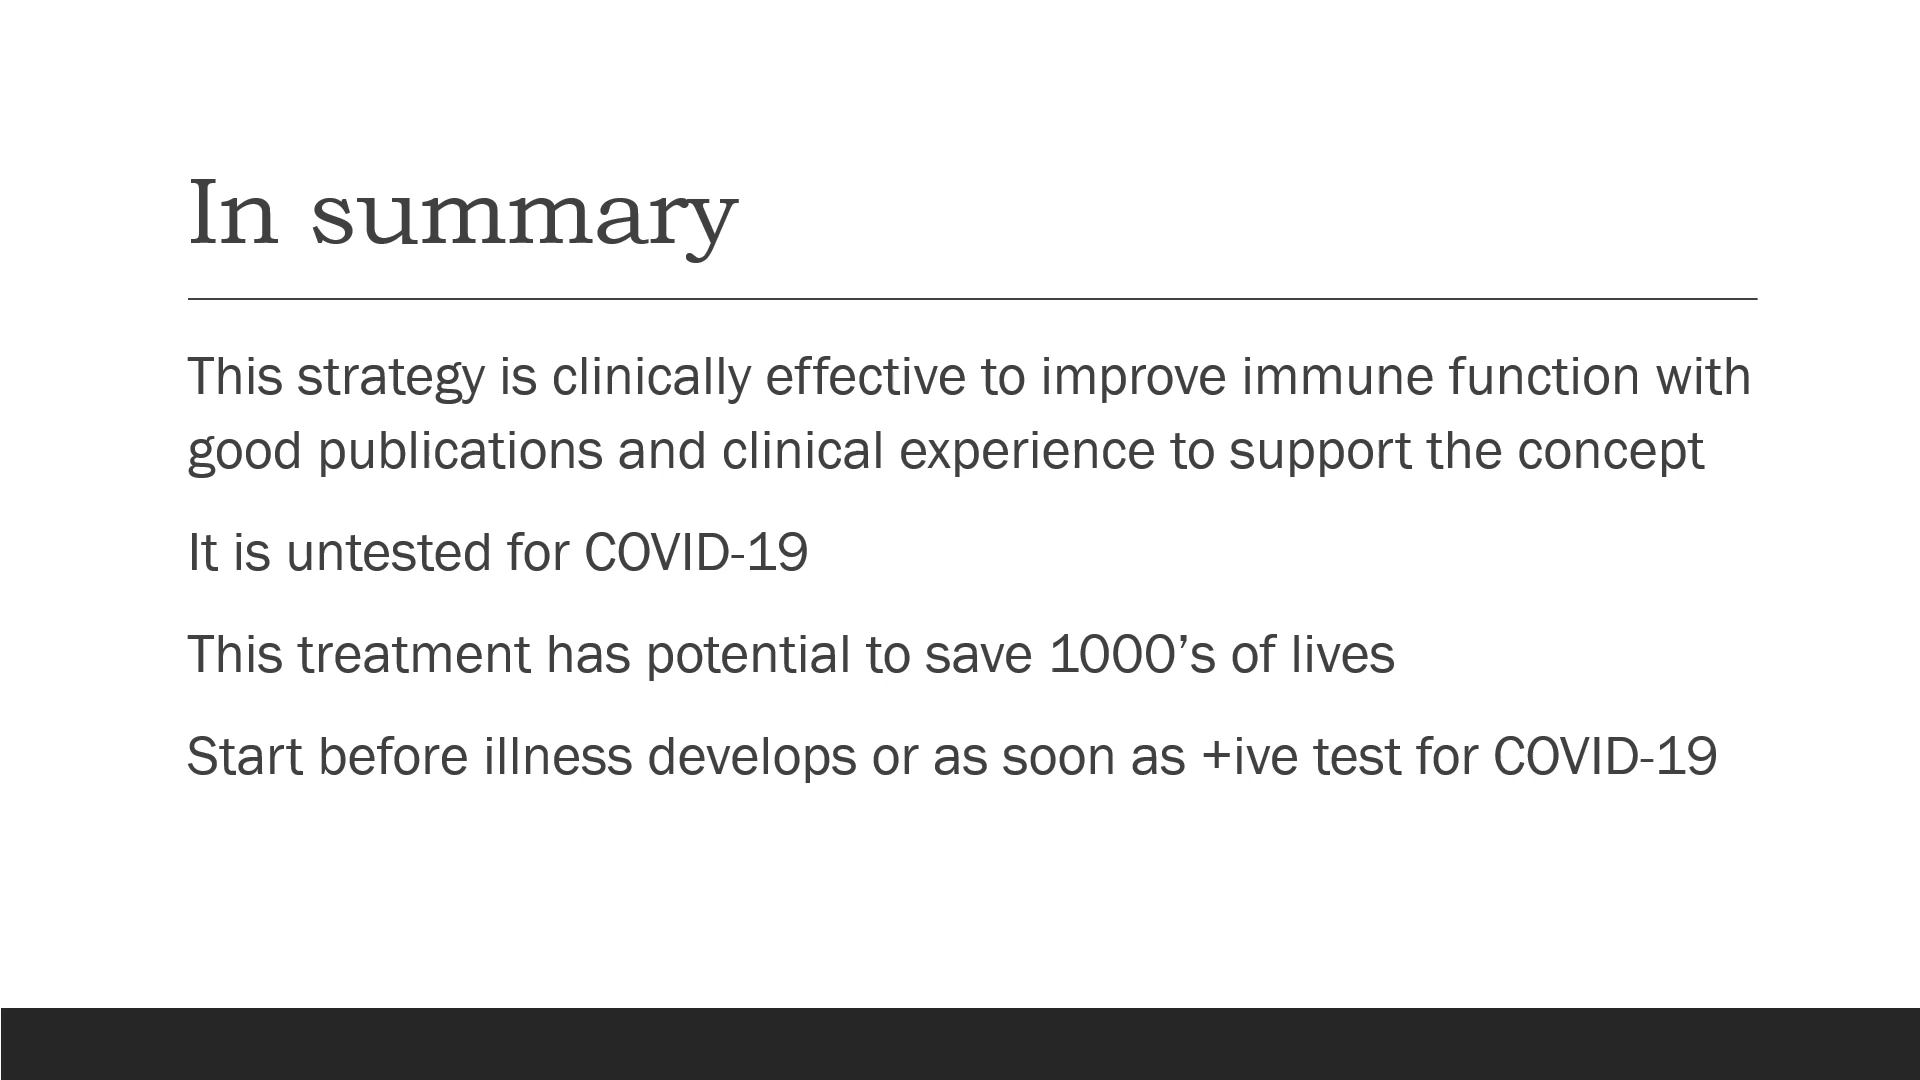 In summary
This strategy is clinically effective to improve immune function with
good publications and clinical experience to support the concept
It is untested for COVID-19
This treatment has potential to save 1000’s of lives
Start before illness develops or as soon as +ive test for COVID-19